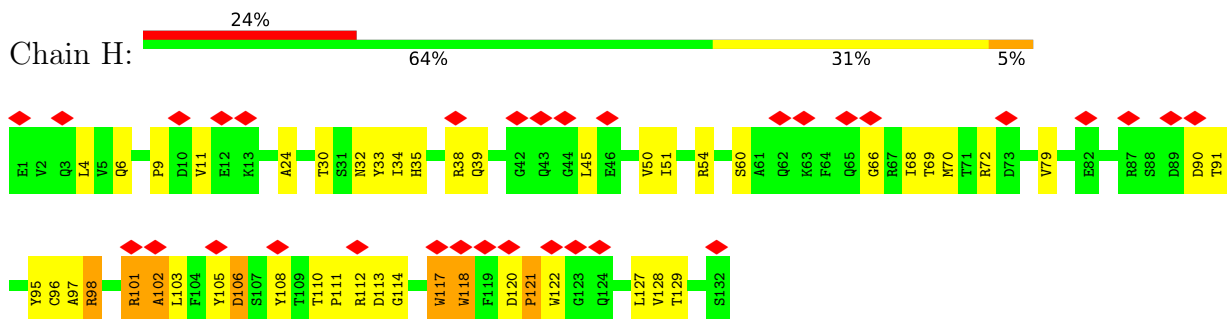 24%
Chain H:
64% 31% 5%
E1 V2 Q3 L4 V5 Q6 P9 D10 V11 E12 K13 A24 T30 S31 N32 Y33 I34 H35 R38 Q39 G42 Q43 G44 L45 E46 V50 I51 R54 S60 A61 Q62 K63 F64 Q65 G66 R67 I68 T69 M70 T71 R72 D73 V79 E82 R87 S88 D89 D90 T91
Y95 C96 A97 R98 R101 A102 L103 F104 Y105 D106 S107 Y108 T109 T110 P111 R112 D113 G114 W117 W118 F119 D120 P121 W122 G123 Q124 L127 V128 T129 S132